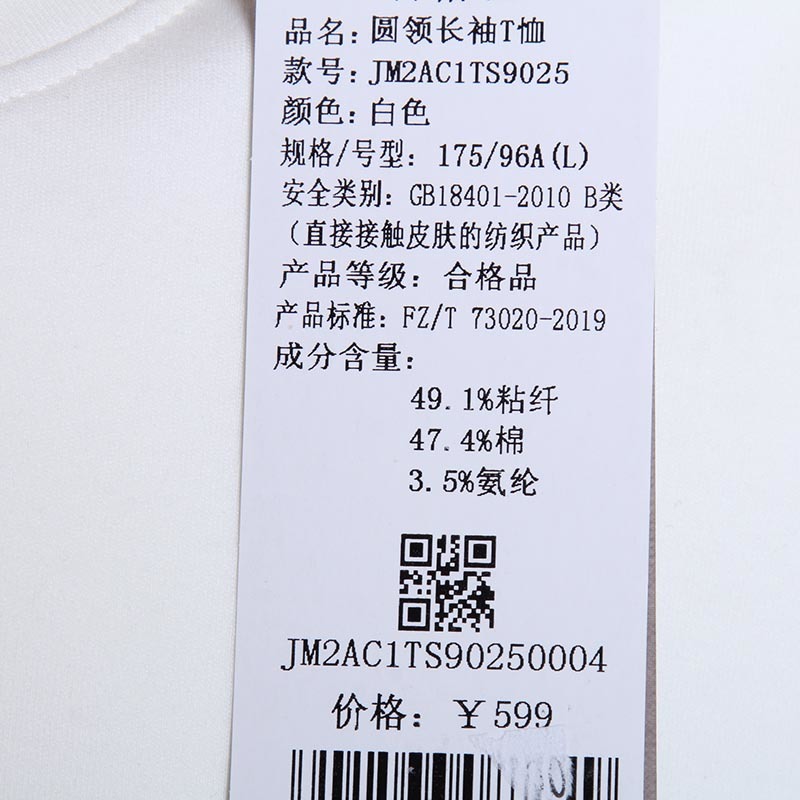 品名：圆领长袖T恤
款号：JM2AC1TS9025
颜色：白色
规格/号型：175/96A(L)
安全类别：GB18401-2010 B类
（直接接触皮肤的纺织产品）
产品等级：合格品
产品标准：FZ/T 73020-2019
成分含量：
49.1%粘纤
47.4%棉
3.5%氨纶
JM2AC1TS90250004
价格：￥599